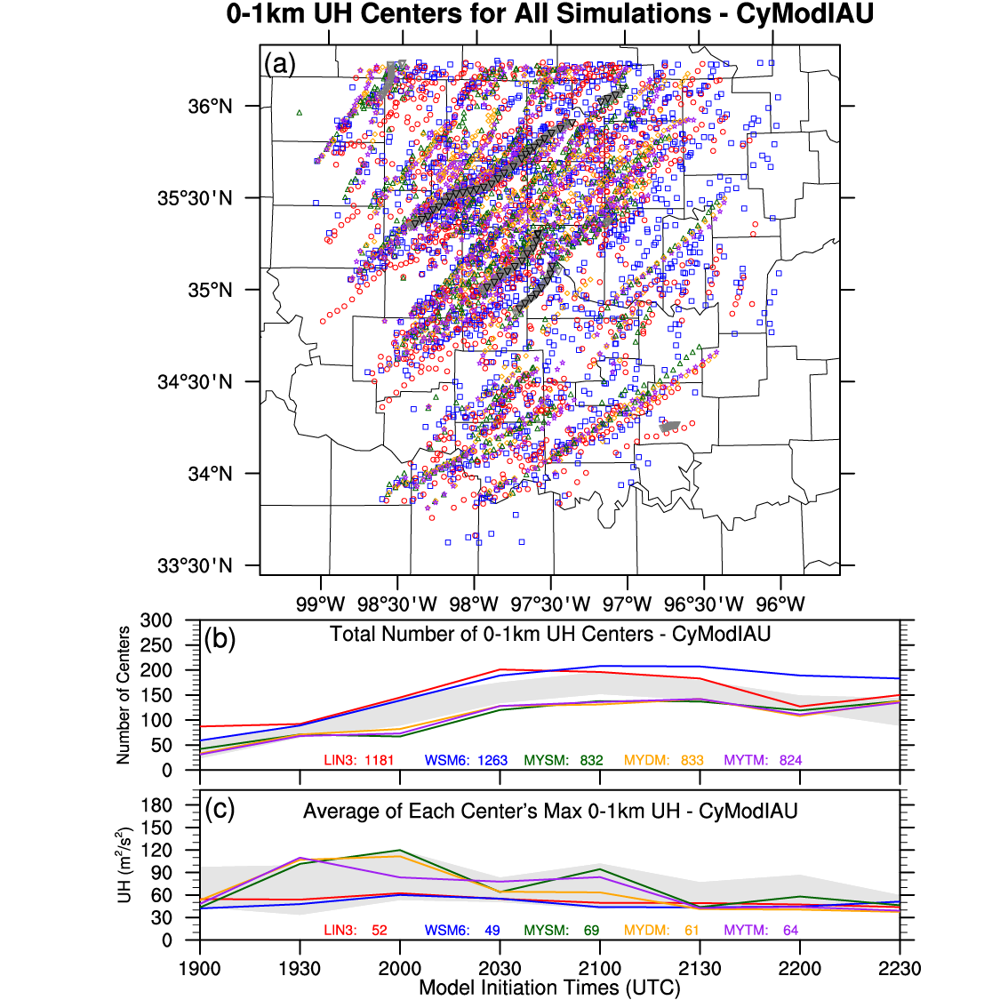 0-1km UH Centers for All Simulations - CyModIAU
(a)
36°N
35°30'N
35°N
34°30'N
34°N
33°30'N
99°W 98°30'W 98°W 97°30'W 97°W 96°30'W 96°W
(b)
Total Number of 0-1km UH Centers - CyModIAU
Number of Centers
300
250
200
150
100
50
0
LIN3: 1181 WSM6: 1263 MYSM: 832 MYDM: 833 MYTM: 824
(c)
Average of Each Center's Max 0-1km UH - CyModIAU
UH (m²/s²)
180
150
120
90
60
30
0
LIN3: 52 WSM6: 49 MYSM: 69 MYDM: 61 MYTM: 64
1900 1930 2000 2030 2100 2130 2200 2230
Model Initiation Times (UTC)